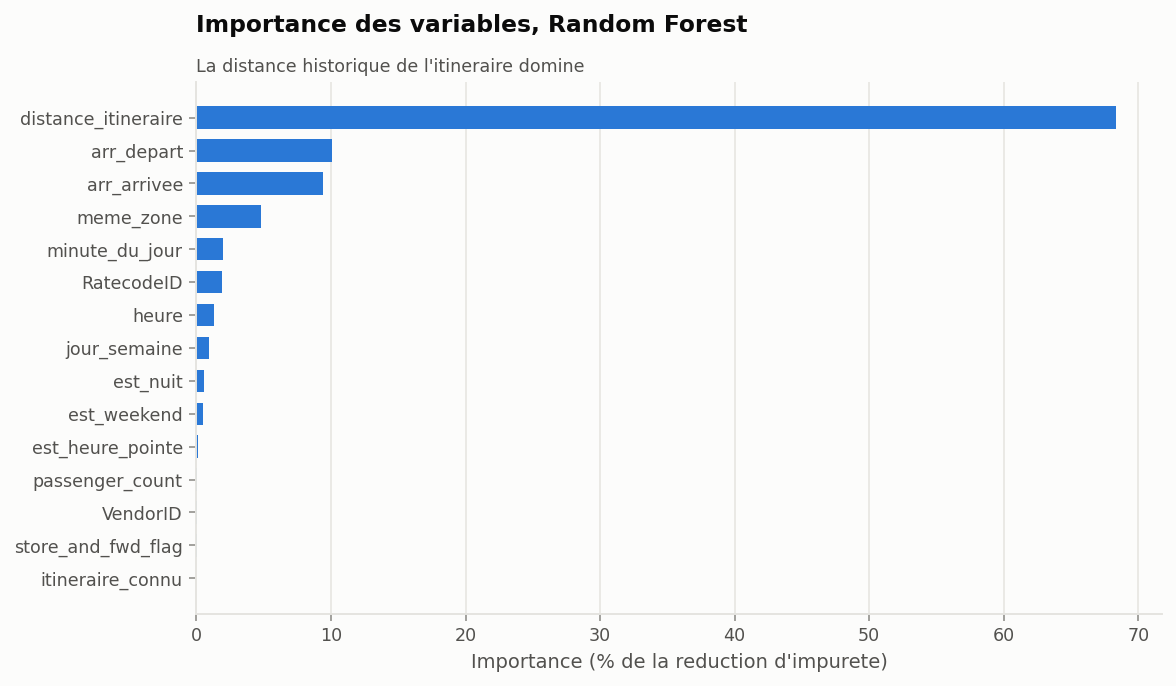 Importance des variables, Random Forest
La distance historique de l'itineraire domine
distance_itineraire
arr_depart
arr_arrivee
meme_zone
minute_du_jour
RatecodeID
heure
jour_semaine
est_nuit
est_weekend
est_heure_pointe
passenger_count
VendorID
store_and_fwd_flag
itineraire_connu
0 10 20 30 40 50 60 70
Importance (% de la reduction d'impurete)